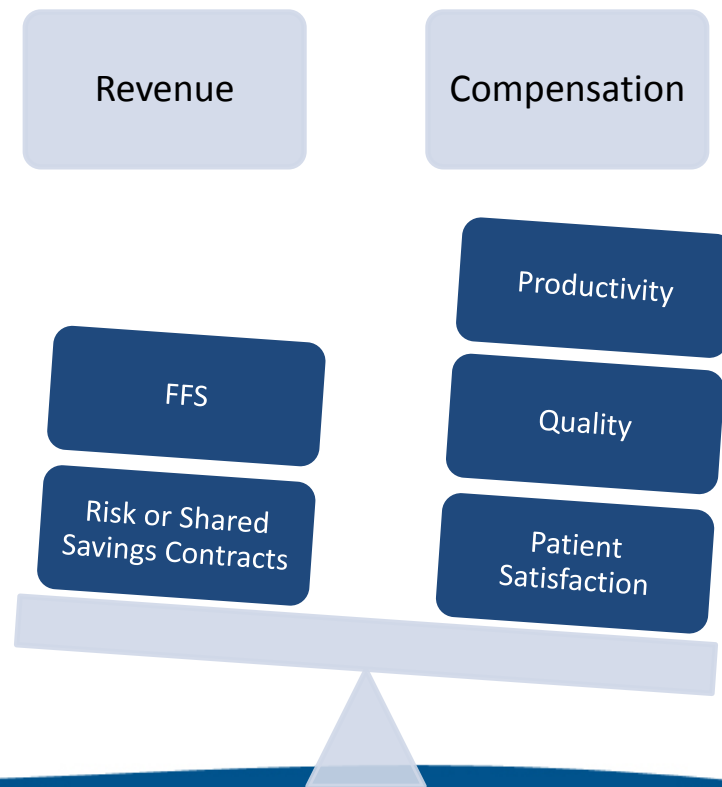 Revenue
Compensation
FFS
Risk or Shared
Savings Contracts
Productivity
Quality
Patient
Satisfaction